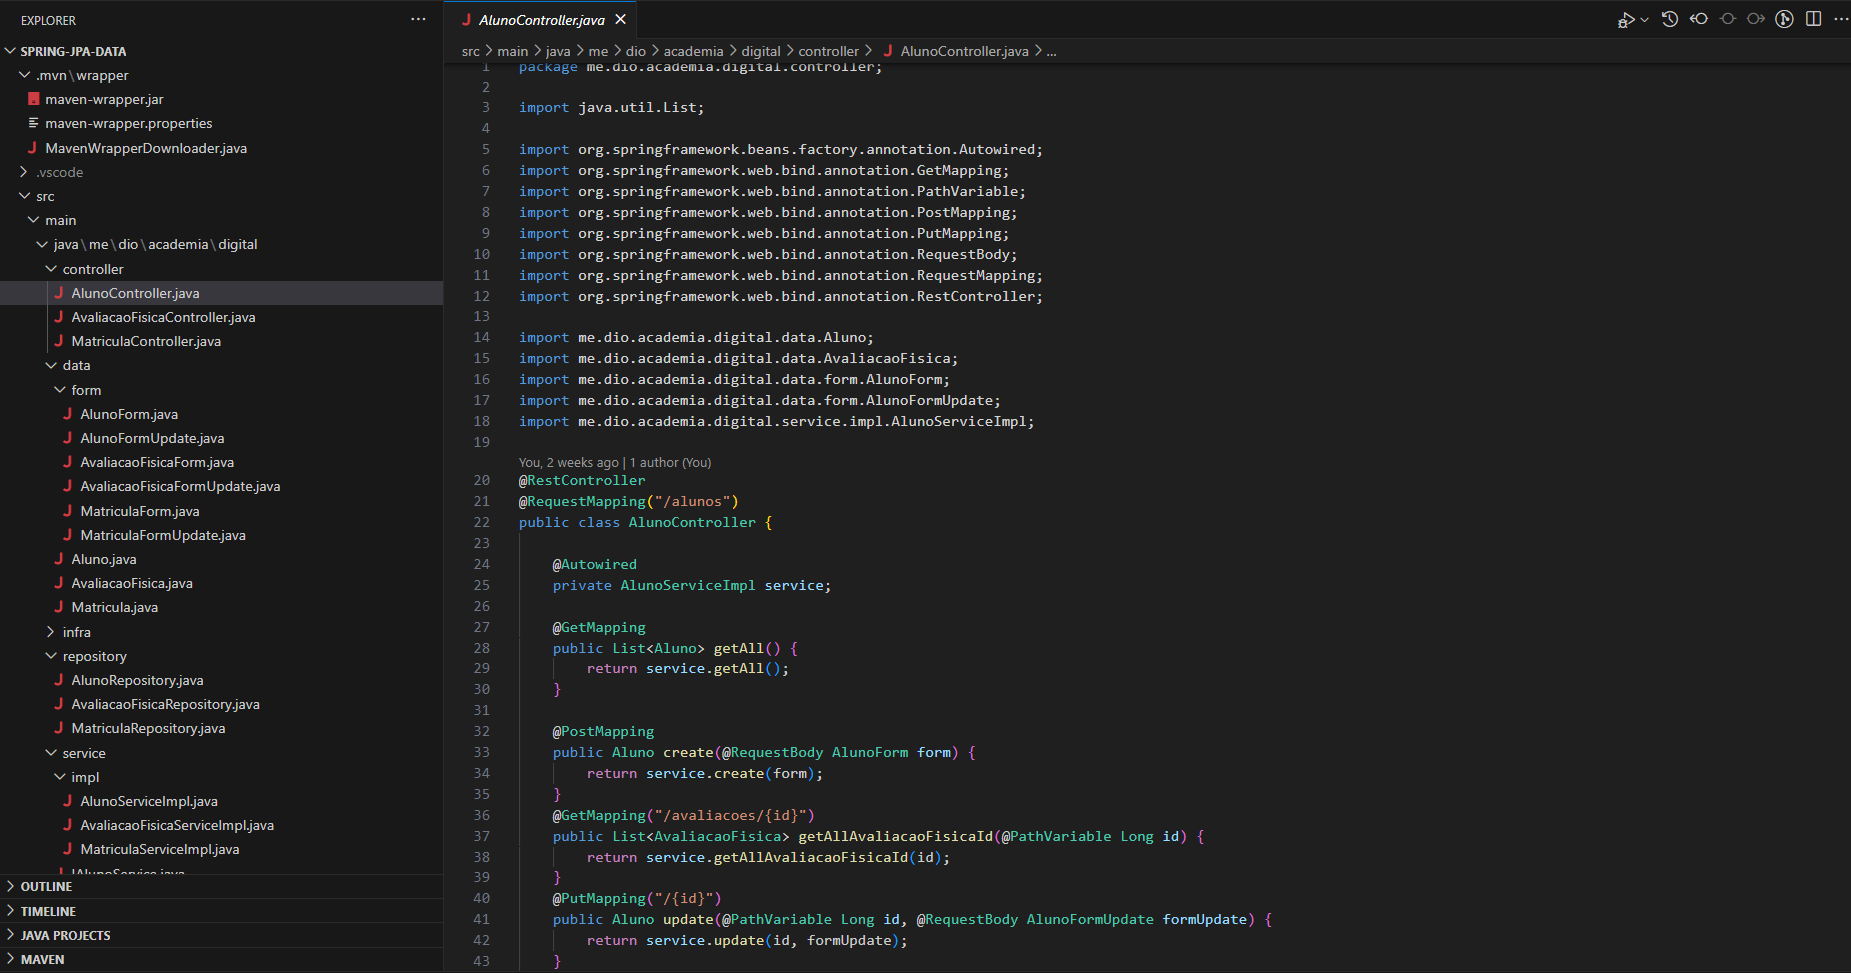 EXPLORER
SPRING-JPA-DATA
.mvn\wrapper
maven-wrapper.jar
maven-wrapper.properties
MavenWrapperDownloader.java
.vscode
src
main
java\me\dio\academia\digital
controller
AlunoController.java
AvaliacaoFisicaController.java
MatriculaController.java
data
form
AlunoForm.java
AlunoFormUpdate.java
AvaliacaoFisicaForm.java
AvaliacaoFisicaFormUpdate.java
MatriculaForm.java
MatriculaFormUpdate.java
Aluno.java
AvaliacaoFisica.java
Matricula.java
infra
repository
AlunoRepository.java
AvaliacaoFisicaRepository.java
MatriculaRepository.java
service
impl
AlunoServiceImpl.java
AvaliacaoFisicaServiceImpl.java
MatriculaServiceImpl.java
IAlunoService.java
OUTLINE
TIMELINE
JAVA PROJECTS
MAVEN
AlunoController.java
src > main > java > me > dio > academia > digital > controller > AlunoController.java > ...
1 package me.dio.academia.digital.controller;
2
3 import java.util.List;
4
5 import org.springframework.beans.factory.annotation.Autowired;
6 import org.springframework.web.bind.annotation.GetMapping;
7 import org.springframework.web.bind.annotation.PathVariable;
8 import org.springframework.web.bind.annotation.PostMapping;
9 import org.springframework.web.bind.annotation.PutMapping;
10 import org.springframework.web.bind.annotation.RequestBody;
11 import org.springframework.web.bind.annotation.RequestMapping;
12 import org.springframework.web.bind.annotation.RestController;
13
14 import me.dio.academia.digital.data.Aluno;
15 import me.dio.academia.digital.data.AvaliacaoFisica;
16 import me.dio.academia.digital.data.form.AlunoForm;
17 import me.dio.academia.digital.data.form.AlunoFormUpdate;
18 import me.dio.academia.digital.service.impl.AlunoServiceImpl;
19
You, 2 weeks ago | 1 author (You)
20 @RestController
21 @RequestMapping("/alunos")
22 public class AlunoController {
23
24 @Autowired
25 private AlunoServiceImpl service;
26
27 @GetMapping
28 public List<Aluno> getAll() {
29 return service.getAll();
30 }
31
32 @PostMapping
33 public Aluno create(@RequestBody AlunoForm form) {
34 return service.create(form);
35 }
36 @GetMapping("/avaliacoes/{id}")
37 public List<AvaliacaoFisica> getAllAvaliacaoFisicaId(@PathVariable Long id) {
38 return service.getAllAvaliacaoFisicaId(id);
39 }
40 @PutMapping("/{id}")
41 public Aluno update(@PathVariable Long id, @RequestBody AlunoFormUpdate formUpdate) {
42 return service.update(id, formUpdate);
43 }